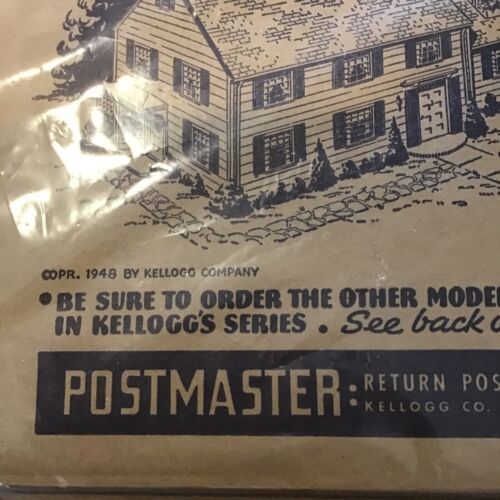 COPR. 1948 BY KELLOGG COMPANY
• BE SURE TO ORDER THE OTHER MODE
IN KELLOGG'S SERIES . See back
POSTMASTER: RETURN POS
KELLOGG CO.